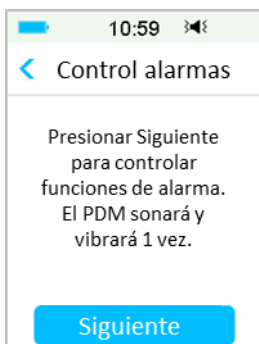 10:59
Control alarmas
Presionar Siguiente
para controlar
funciones de alarma.
El PDM sonará y
vibrará 1 vez.
Siguiente